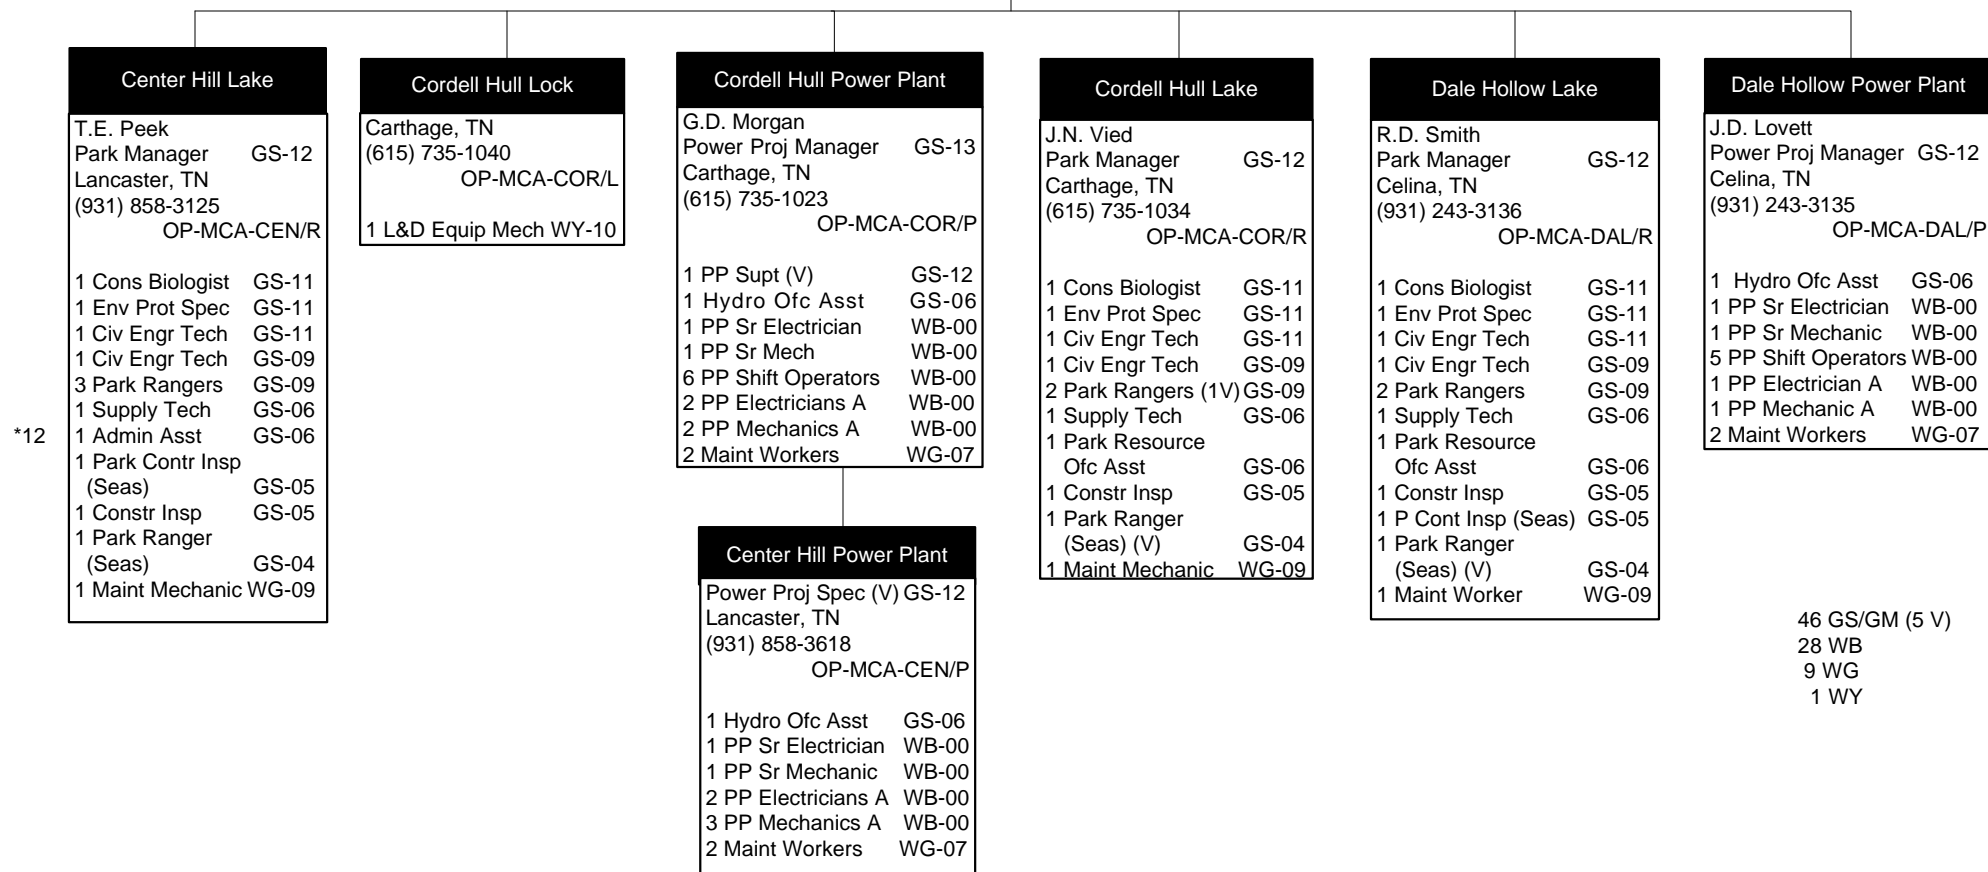 Center Hill Lake
T.E. Peek
Park Manager GS-12
Lancaster, TN
(931) 858-3125
OP-MCA-CEN/R
1 Cons Biologist GS-11
1 Env Prot Spec GS-11
1 Civ Engr Tech GS-11
1 Civ Engr Tech GS-09
3 Park Rangers GS-09
1 Supply Tech GS-06
*12
1 Admin Asst GS-06
1 Park Contr Insp
(Seas) GS-05
1 Constr Insp GS-05
1 Park Ranger
(Seas) GS-04
1 Maint Mechanic WG-09
Cordell Hull Lock
Carthage, TN
(615) 735-1040
OP-MCA-COR/L
1 L&D Equip Mech WY-10
Cordell Hull Power Plant
G.D. Morgan
Power Proj Manager GS-13
Carthage, TN
(615) 735-1023
OP-MCA-COR/P
1 PP Supt (V) GS-12
1 Hydro Ofc Asst GS-06
1 PP Sr Electrician WB-00
1 PP Sr Mech WB-00
6 PP Shift Operators WB-00
2 PP Electricians A WB-00
2 PP Mechanics A WB-00
2 Maint Workers WG-07
Center Hill Power Plant
Power Proj Spec (V) GS-12
Lancaster, TN
(931) 858-3618
OP-MCA-CEN/P
1 Hydro Ofc Asst GS-06
1 PP Sr Electrician WB-00
1 PP Sr Mechanic WB-00
2 PP Electricians A WB-00
3 PP Mechanics A WB-00
2 Maint Workers WG-07
Cordell Hull Lake
J.N. Vied
Park Manager GS-12
Carthage, TN
(615) 735-1034
OP-MCA-COR/R
1 Cons Biologist GS-11
1 Env Prot Spec GS-11
1 Civ Engr Tech GS-11
1 Civ Engr Tech GS-09
2 Park Rangers (1V) GS-09
1 Supply Tech GS-06
1 Park Resource
Ofc Asst GS-06
1 Constr Insp GS-05
1 Park Ranger
(Seas) (V) GS-04
1 Maint Mechanic WG-09
Dale Hollow Lake
R.D. Smith
Park Manager GS-12
Celina, TN
(931) 243-3136
OP-MCA-DAL/R
1 Cons Biologist GS-11
1 Env Prot Spec GS-11
1 Civ Engr Tech GS-11
1 Civ Engr Tech GS-09
2 Park Rangers GS-09
1 Supply Tech GS-06
1 Park Resource
Ofc Asst GS-06
1 Constr Insp GS-05
1 P Cont Insp (Seas) GS-05
1 Park Ranger
(Seas) (V) GS-04
1 Maint Worker WG-09
Dale Hollow Power Plant
J.D. Lovett
Power Proj Manager GS-12
Celina, TN
(931) 243-3135
OP-MCA-DAL/P
1 Hydro Ofc Asst GS-06
1 PP Sr Electrician WB-00
1 PP Sr Mechanic WB-00
5 PP Shift Operators WB-00
1 PP Electrician A WB-00
1 PP Mechanic A WB-00
2 Maint Workers WG-07
46 GS/GM (5 V)
28 WB
9 WG
1 WY